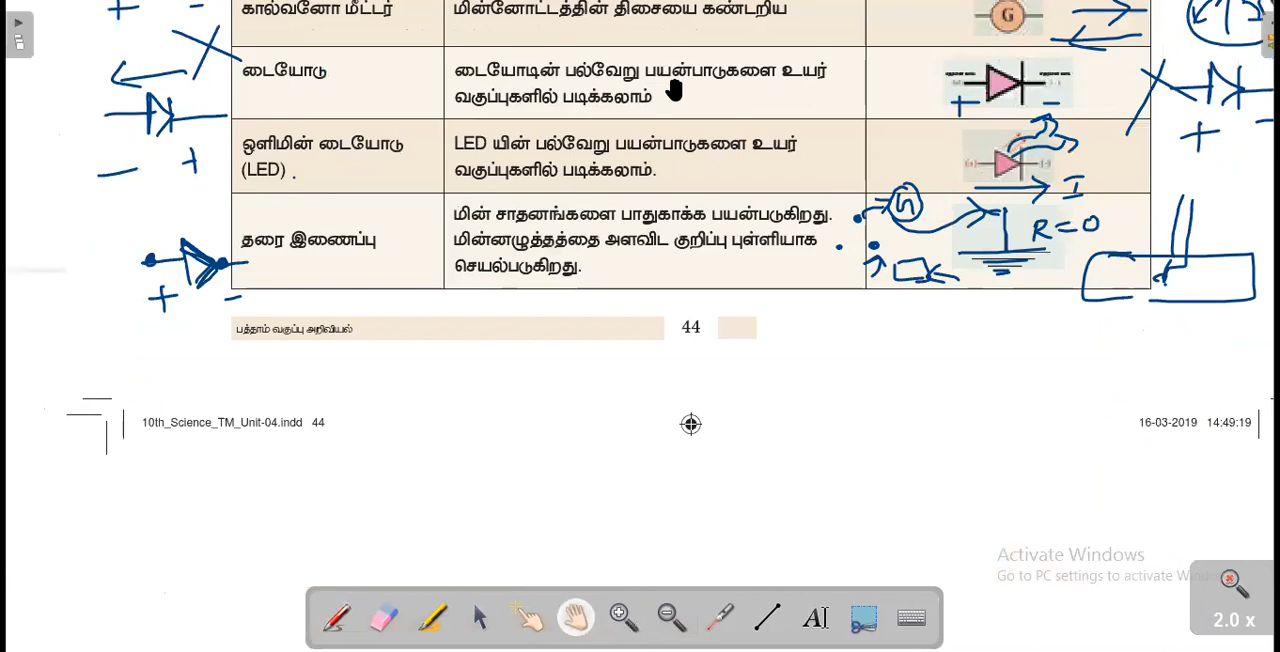 கால்வனோ மீட்டர் மின்னோட்டத்தின் திசையை கண்டறிய G
டையோடு டையோடின் பல்வேறு பயன்பாடுகளை உயர்
வகுப்புகளில் படிக்கலாம்
+ -
- +
+
ஒளிமின் டையோடு LED யின் பல்வேறு பயன்பாடுகளை உயர்
(LED) . வகுப்புகளில் படிக்கலாம்.
I
மின் சாதனங்களை பாதுகாக்க பயன்படுகிறது.
தரை இணைப்பு மின்னழுத்தத்தை அளவிட குறிப்பு புள்ளியாக R = 0
செயல்படுகிறது.
+ -
பத்தாம் வகுப்பு அறிவியல் 44
10th_Science_TM_Unit-04.indd 44 16-03-2019 14:49:19
Activate Windows
Go to PC settings to activate
AI
2.0 x